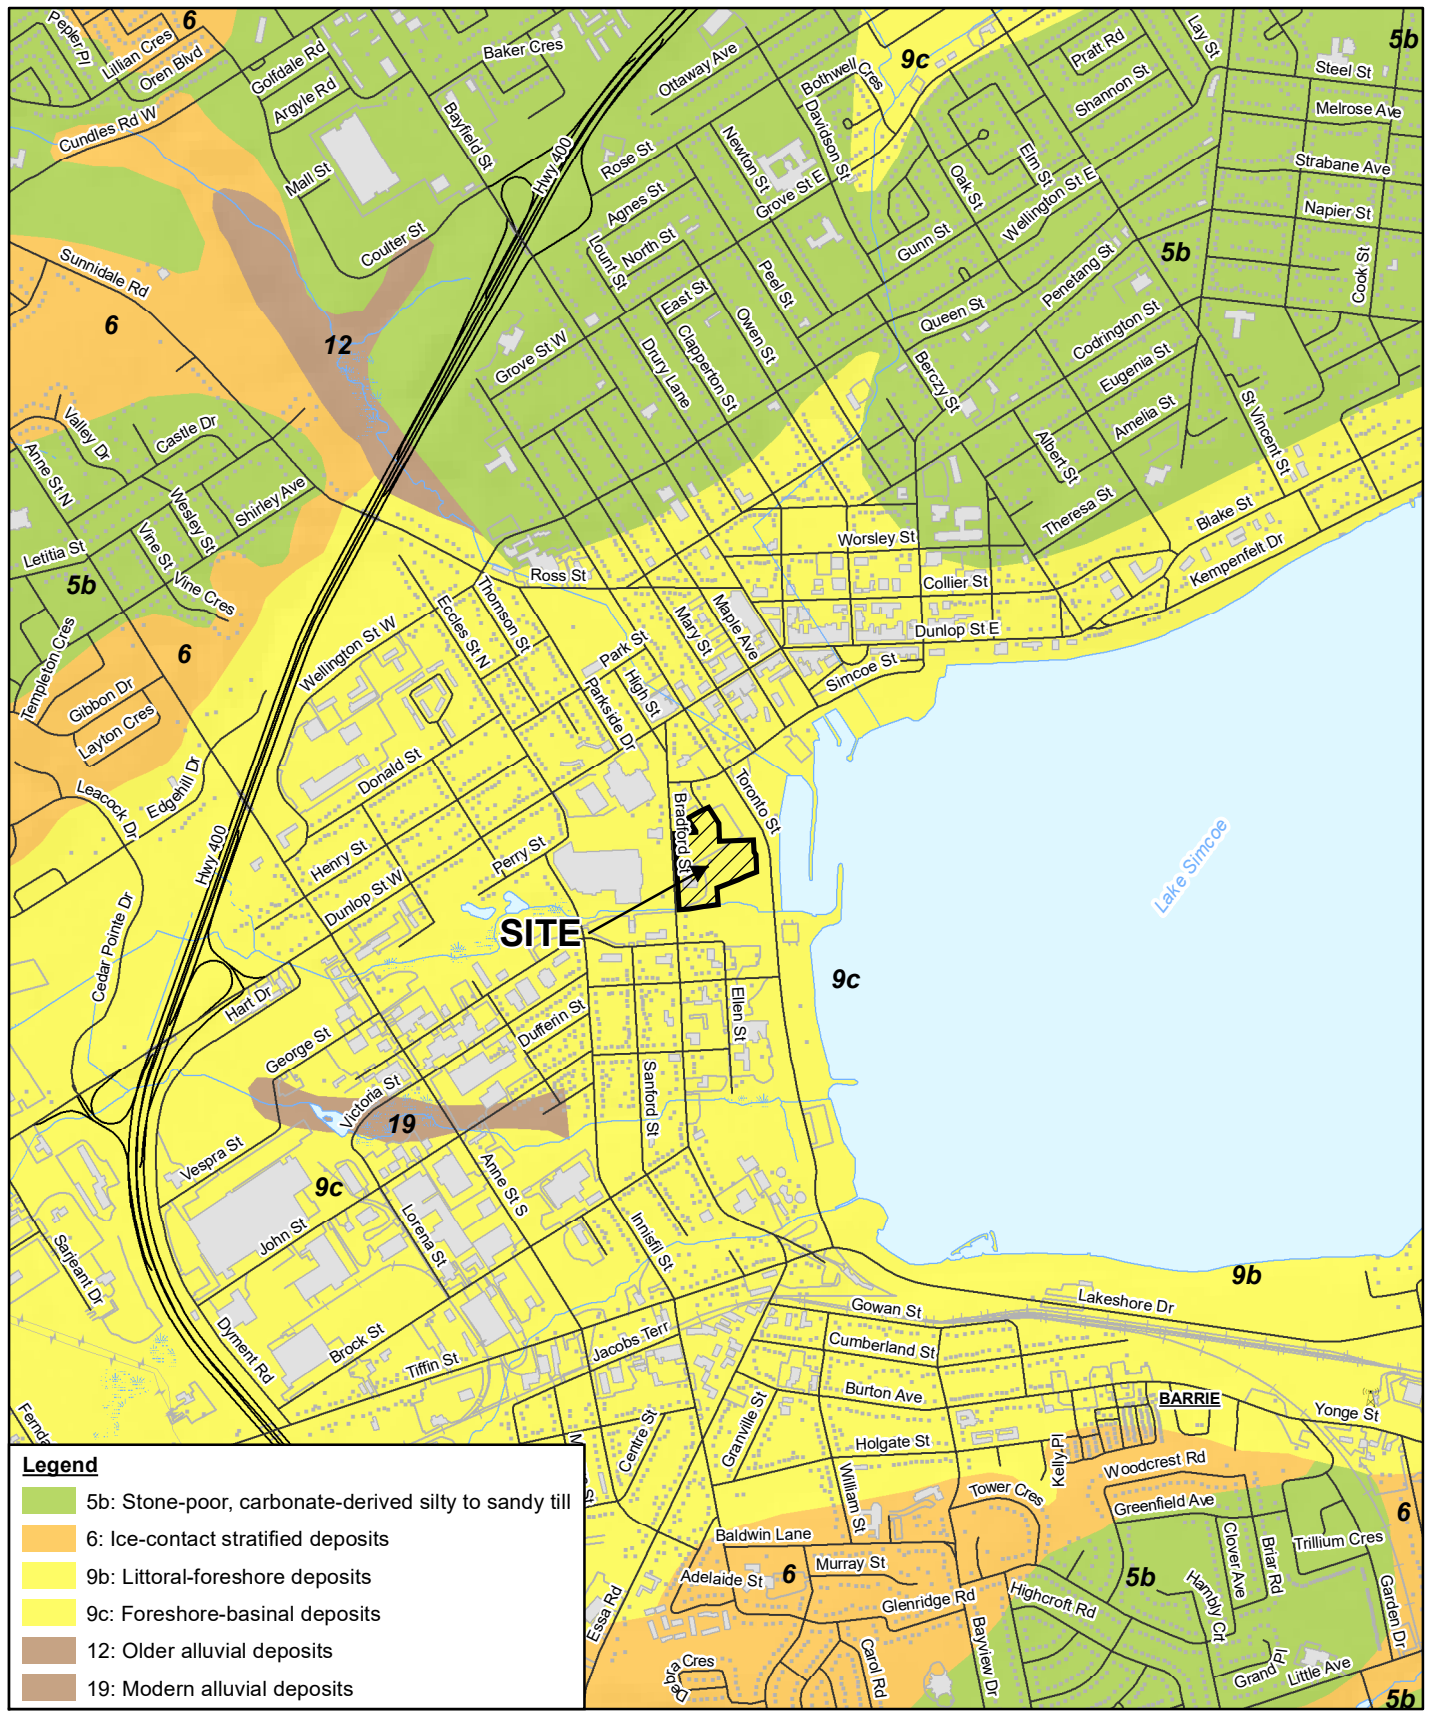 6
Pepler Pl
Lillian Cres
Oren Blvd
Golfdale Rd
Argyle Rd
Baker Cres
Ottaway Ave
Bothwell Cres
9c
Pratt Rd
Lay St
5b
Steel St
Shannon St
Melrose Ave
Cundles Rd W
Bayfield St
Davidson St
Newton St
Hwy 400
Rose St
Elm St
Strabane Ave
Mall St
Agnes St
Grove St E
Oak St
Wellington St E
Napier St
Coulter St
North St
Lount St
Gunn St
5b
Cook St
Sunnidale Rd
Peel St
Penetang St
East St
Owen St
Queen St
Codrington St
6
12
Grove St W
Drury Lane
Clapperton St
Berczy St
Eugenia St
Amelia St
St Vincent St
Valley Dr
Castle Dr
Anne St N
Albert St
Wesley St
Shirley Ave
Theresa St
Blake St
Vine St
Letitia St
Worsley St
Kempenfelt Dr
5b
Vine Cres
Ross St
Thomson St
Collier St
Eccles St N
Maple Ave
Mary St
Dunlop St E
Templeton Cres
6
Wellington St W
Park St
Simcoe St
Gibbon Dr
High St
Parkside Dr
Layton Cres
Donald St
Toronto St
Leacock Dr
Edgehill Dr
Bradford St
Hwy 400
Henry St
Perry St
Lake Simcoe
Dunlop St W
SITE
Cedar Pointe Dr
9c
Hart Dr
Ellen St
Dufferin St
George St
Victoria St
19
Sanford St
Vespra St
9c
Anne St S
John St
Lorena St
Innisfil St
Sarjeant Dr
9b
Lakeshore Dr
Gowan St
Dyment Rd
Brock St
Jacobs Terr
Cumberland St
Tiffin St
Burton Ave
BARRIE
Yonge St
Fernda
Centre St
Granville St
Holgate St
Kelly Pl
Woodcrest Rd
William St
Tower Cres
Greenfield Ave
6
Baldwin Lane
Clover Ave
Briar Rd
Trillium Cres
Murray St
Adelaide St
6
5b
Hambly Crt
Glenridge Rd
Highcroft Rd
Garden Dr
Essa Rd
Bayview Dr
Carol Rd
Debra Cres
Grand Pl
Little Ave
5b
Legend
5b: Stone-poor, carbonate-derived silty to sandy till
6: Ice-contact stratified deposits
9b: Littoral-foreshore deposits
9c: Foreshore-basinal deposits
12: Older alluvial deposits
19: Modern alluvial deposits